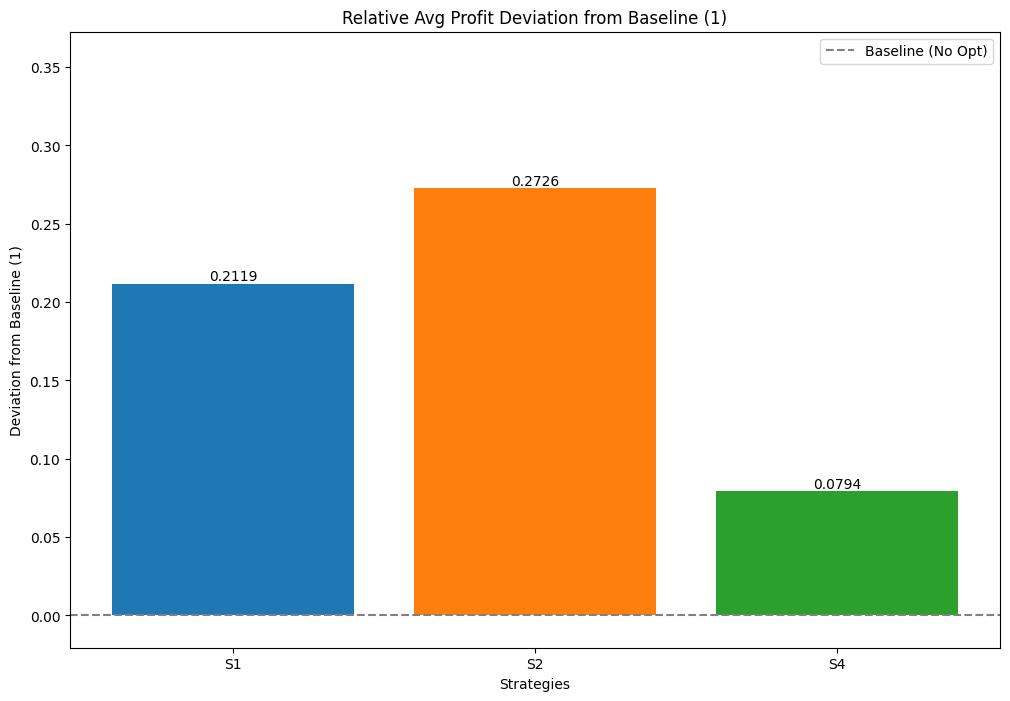 Relative Avg Profit Deviation from Baseline (1)
Baseline (No Opt)
Deviation from Baseline (1)
0.35
0.30
0.25
0.20
0.15
0.10
0.05
0.00
0.2119
0.2726
0.0794
S1 S2 S4
Strategies